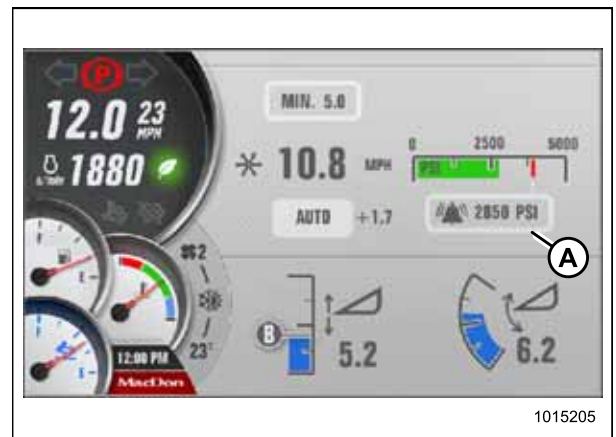 P
12.0 23 MPH
n/min 1880
F
E
F
E
12:00 PM
MacDon
2
23°
MIN. 5.0
10.8 MPH
AUTO +1.7
0 2500 5000
PSI
2850 PSI
A
B
5.2
6.2
1015205